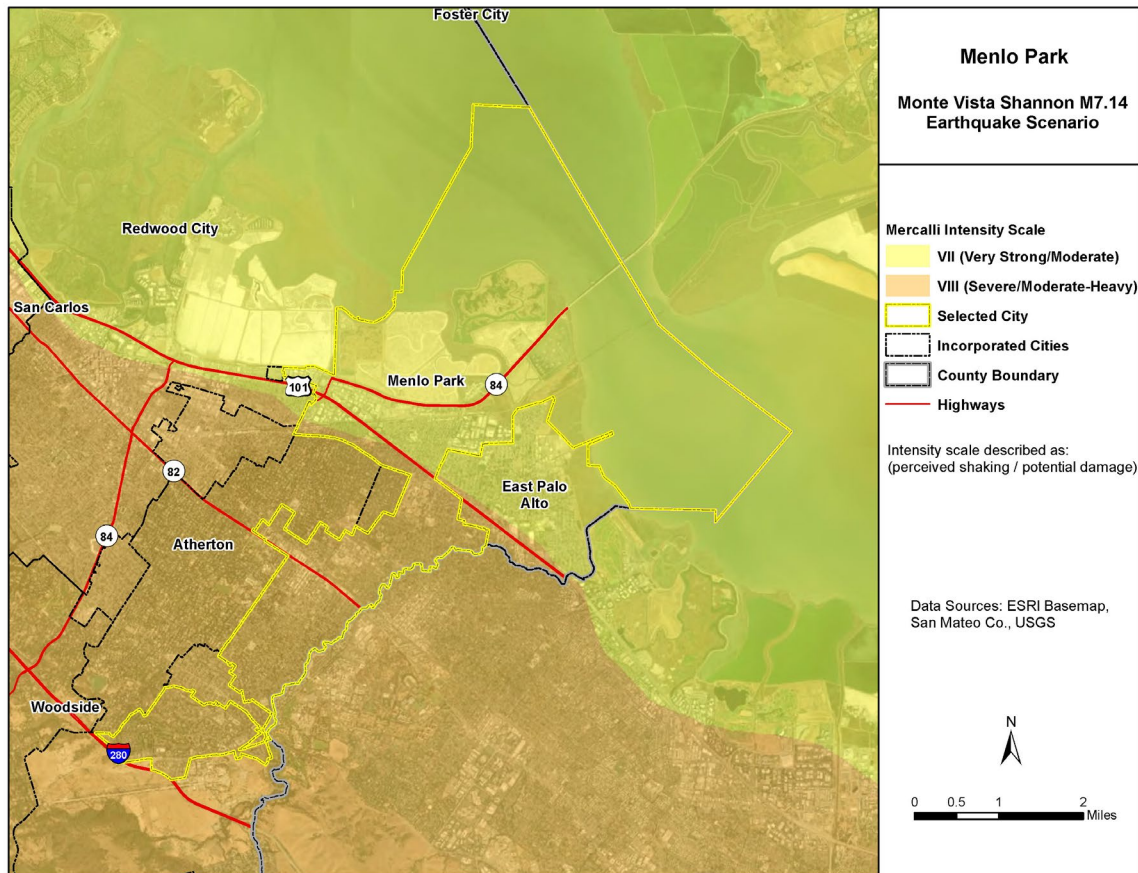 Foster City
Redwood City
San Carlos
101
Menlo Park
84
82
East Palo
Alto
84
Atherton
Woodside
280
Menlo Park
Monte Vista Shannon M7.14
Earthquake Scenario
Mercalli Intensity Scale
VII (Very Strong/Moderate)
VIII (Severe/Moderate-Heavy)
Selected City
Incorporated Cities
County Boundary
Highways
Intensity scale described as:
(perceived shaking / potential damage)
Data Sources: ESRI Basemap,
San Mateo Co., USGS
N
0 0.5 1 2
Miles